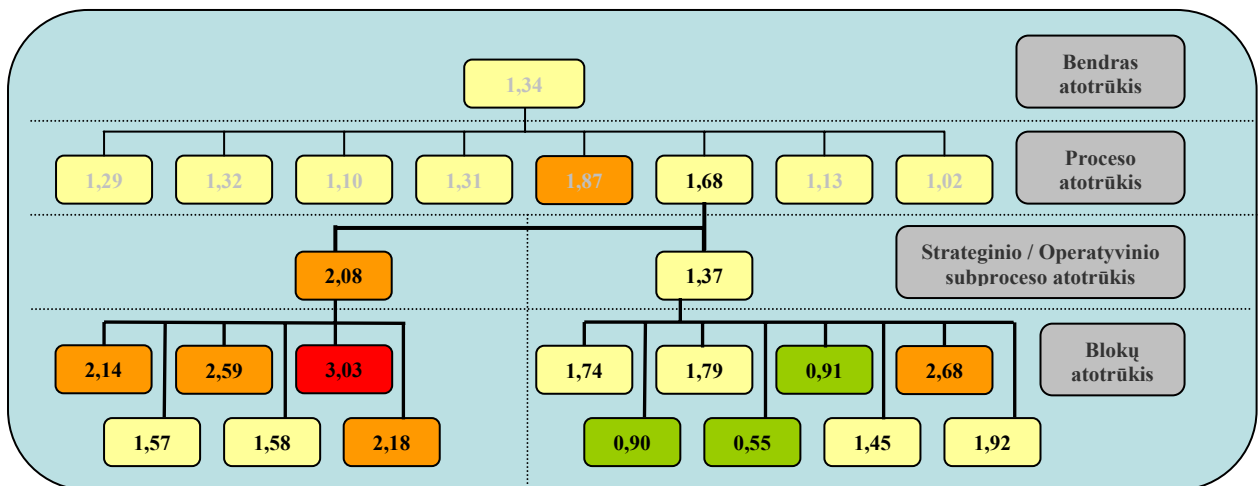 Bendras
atotrūkis
1,34
Proceso
atotrūkis
1,29 1,32 1,10 1,31 1,87 1,68 1,13 1,02
Strateginio / Operatyvinio
subproceso atotrūkis
2,08 1,37
Blokų
atotrūkis
2,14 2,59 3,03 1,74 1,79 0,91 2,68
1,57 1,58 2,18 0,90 0,55 1,45 1,92